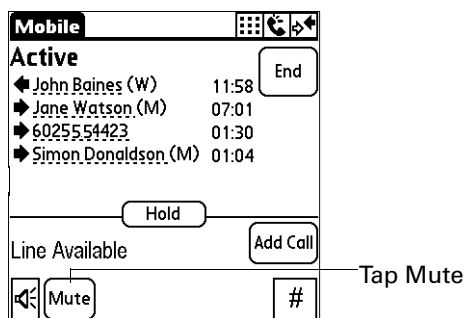 Mobile
Active
End
John Baines (W) 11:58
Jane Watson (M) 07:01
6025554423 01:30
Simon Donaldson (M) 01:04
Hold
Line Available
Add Call
Mute
#
Tap Mute